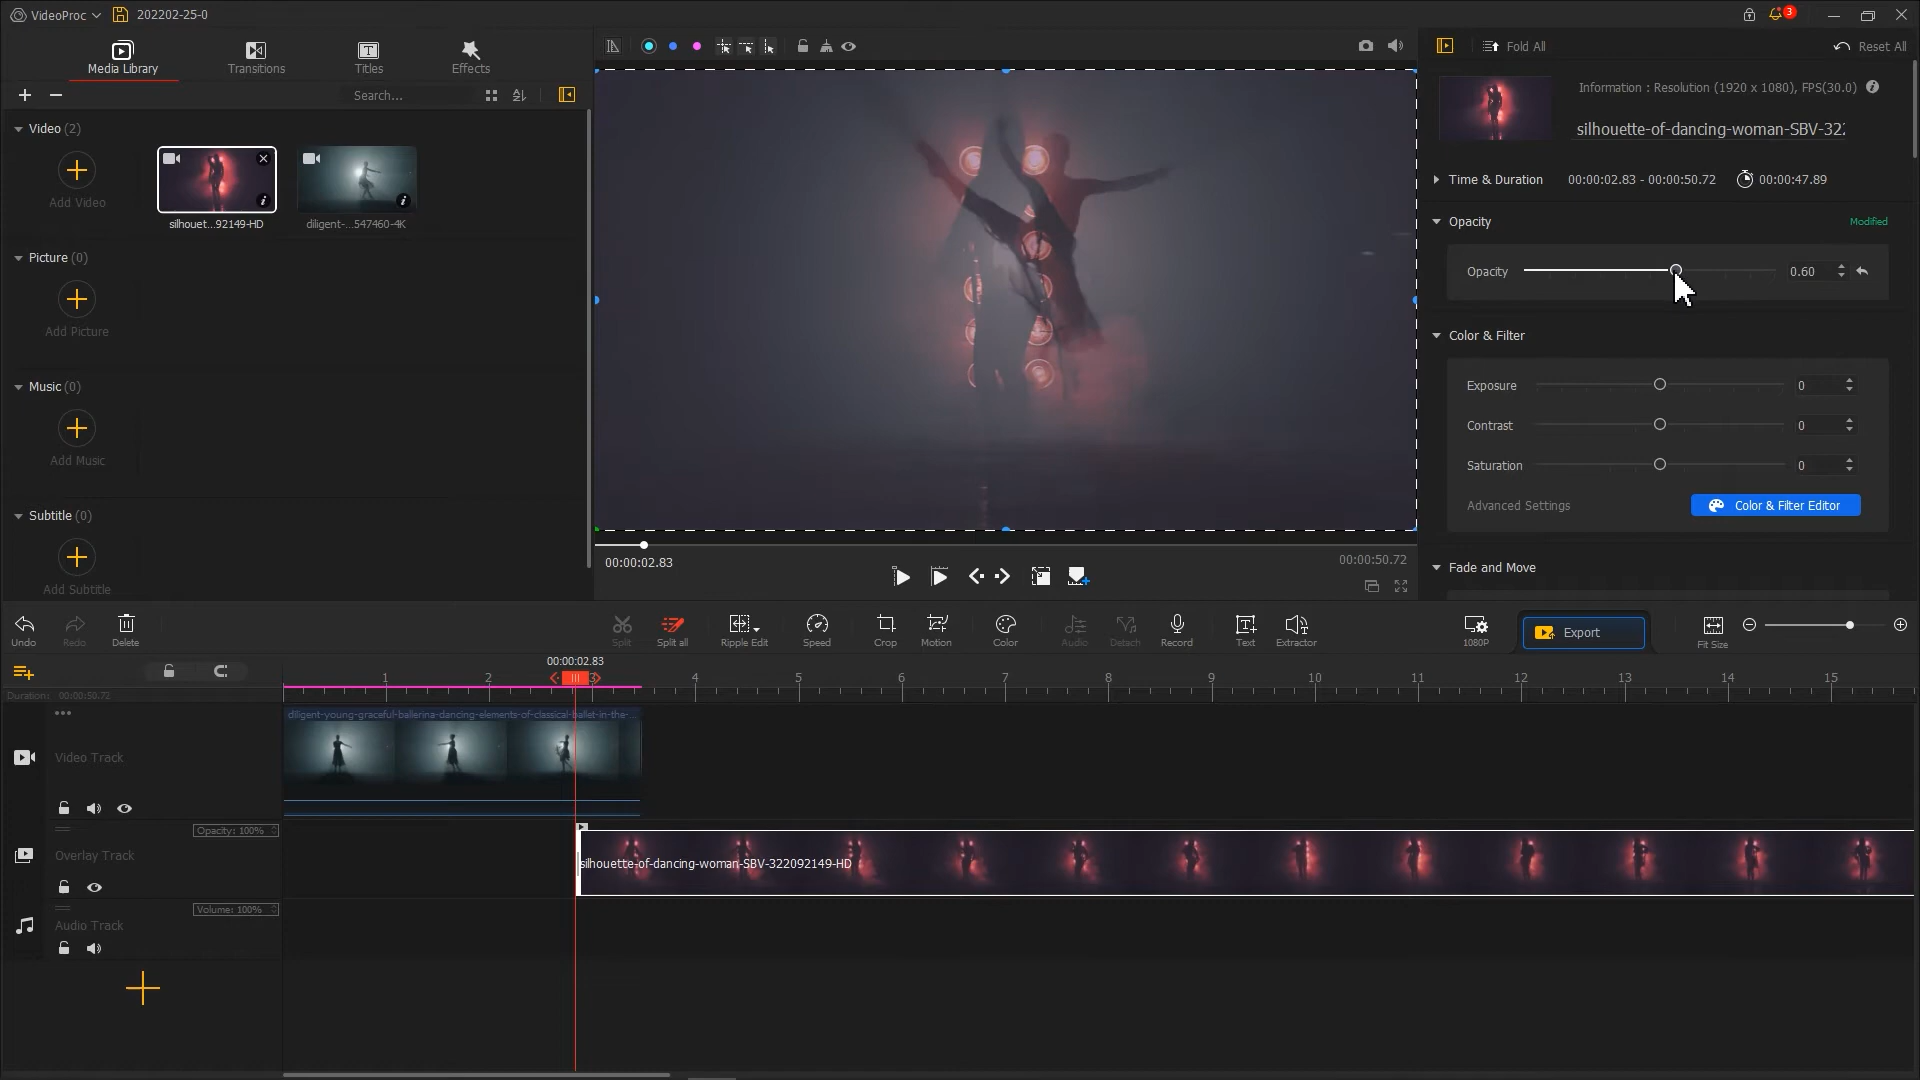 VideoProc
202202-25-0
3
Media Library
Transitions
Titles
Effects
Search...
Video (2)
Add Video
silhouet...92149-HD
diligent-...547460-4K
Picture (0)
Add Picture
Music (0)
Add Music
Subtitle (0)
Add Subtitle
00:00:02.83
00:00:50.72
Fold All
Reset All
Information : Resolution (1920 x 1080), FPS(30.0)
silhouette-of-dancing-woman-SBV-322
Time & Duration
00:00:02.83 - 00:00:50.72
00:00:47.89
Opacity
Modified
Opacity
0.60
Color & Filter
Exposure
0
Contrast
0
Saturation
0
Advanced Settings
Color & Filter Editor
Fade and Move
Undo
Redo
Delete
Split
Split all
Ripple Edit
Speed
Crop
Motion
Color
Audio
Detach
Record
Text
Extractor
1080P
Export
Fit Size
00:00:02.83
1 2 3 4 5 6 7 8 9 10 11 12 13 14 15
Duration: 00:00:50.72
diligent-young-graceful-ballerina-dancing-elements-of-classical-ballet-in-the-...
Video Track
Opacity: 100%
Overlay Track
silhouette-of-dancing-woman-SBV-322092149-HD
Volume: 100%
Audio Track